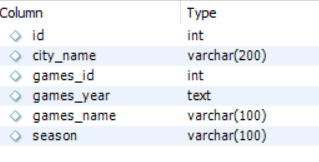 Column Type
id int
city_name varchar(200)
games_id int
games_year text
games_name varchar(100)
season varchar(100)